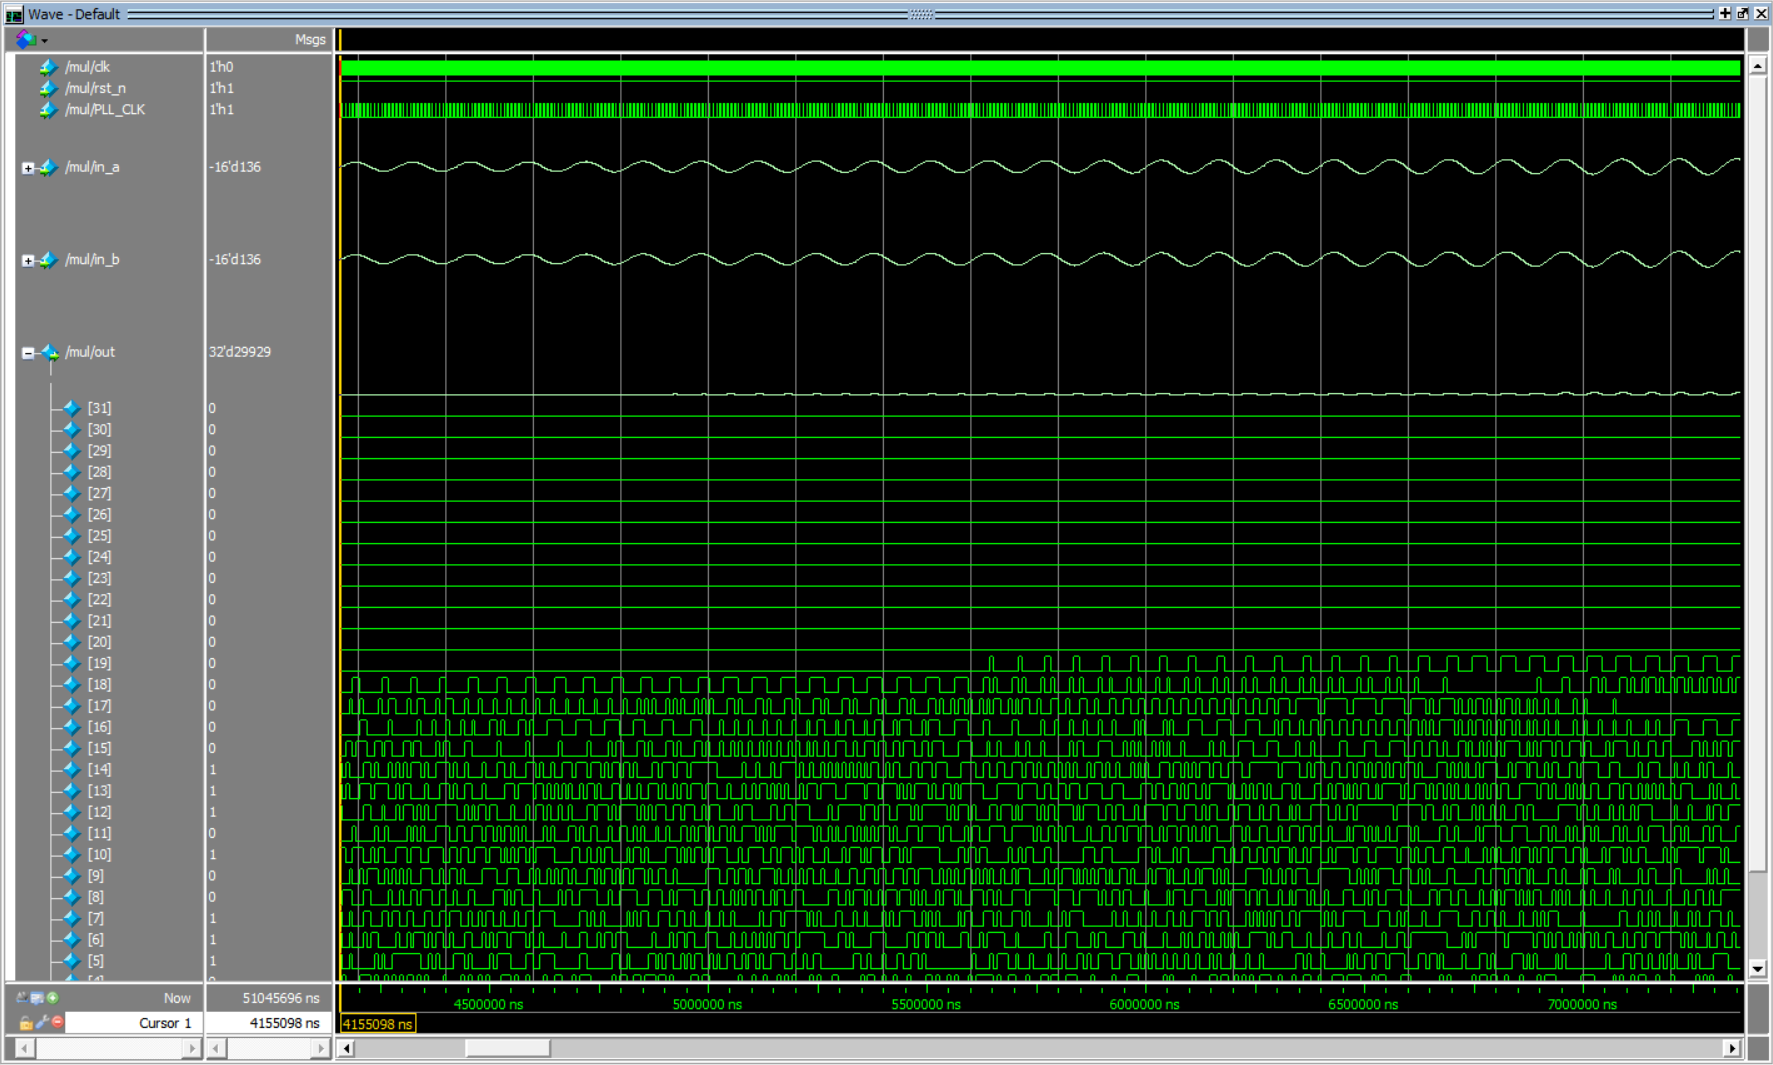 Wave - Default
Msgs
/mul/clk 1'h0
/mul/rst_n 1'h1
/mul/PLL_CLK 1'h1
/mul/in_a -16'd136
/mul/in_b -16'd136
/mul/out 32'd29929
[31] 0
[30] 0
[29] 0
[28] 0
[27] 0
[26] 0
[25] 0
[24] 0
[23] 0
[22] 0
[21] 0
[20] 0
[19] 0
[18] 0
[17] 0
[16] 0
[15] 0
[14] 1
[13] 1
[12] 1
[11] 0
[10] 1
[9] 0
[8] 0
[7] 1
[6] 1
[5] 1
[4] 0
Now 51045696 ns 4500000 ns 5000000 ns 5500000 ns 6000000 ns 6500000 ns 7000000 ns
Cursor 1 4155098 ns 4155098 ns